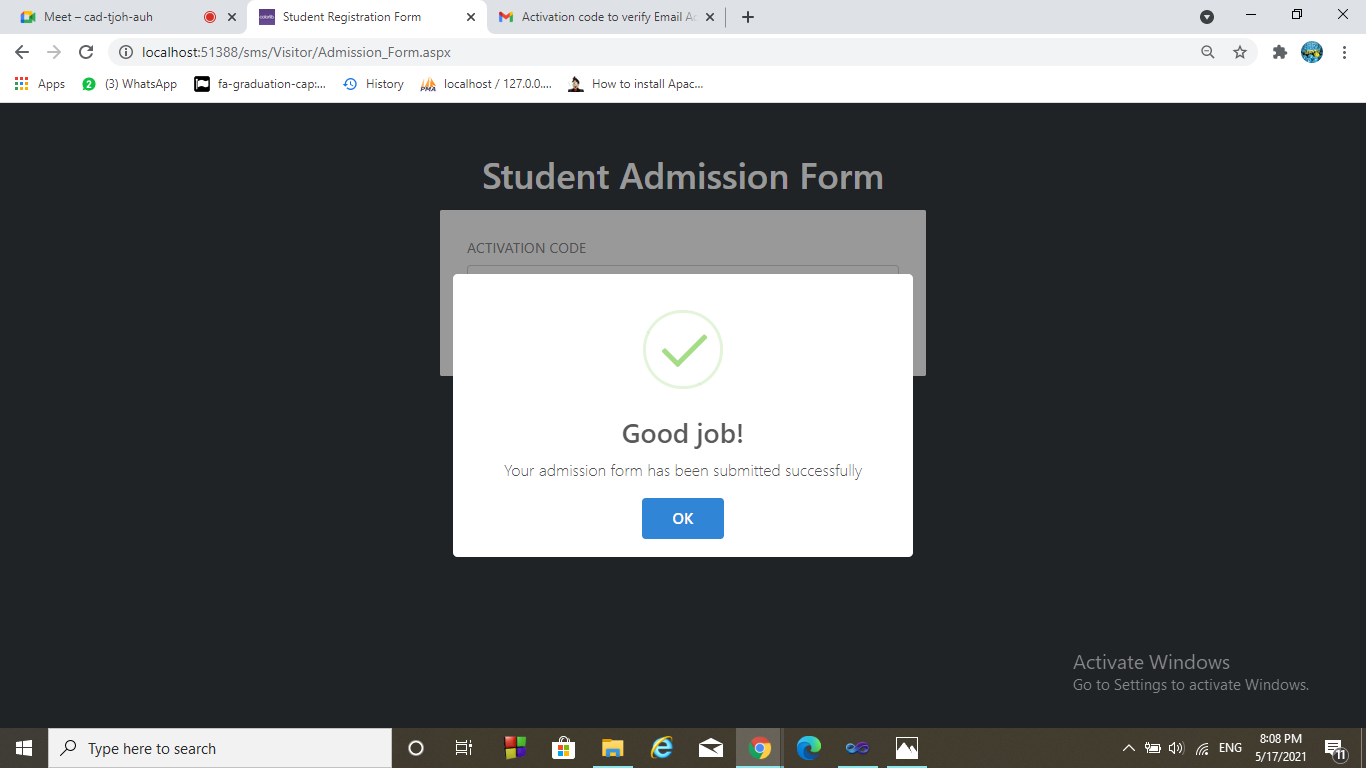 Meet – cad-tjoh-auh
Student Registration Form
Activation code to verify Email A
localhost:51388/sms/Visitor/Admission_Form.aspx
Apps
2
(3) WhatsApp
fa-graduation-cap:...
History
PMA
localhost / 127.0.0....
How to install Apac...
Student Admission Form
ACTIVATION CODE
Good job!
Your admission form has been submitted successfully
OK
Activate Windows
Go to Settings to activate Windows.
Type here to search
ENG
8:08 PM
5/17/2021
11